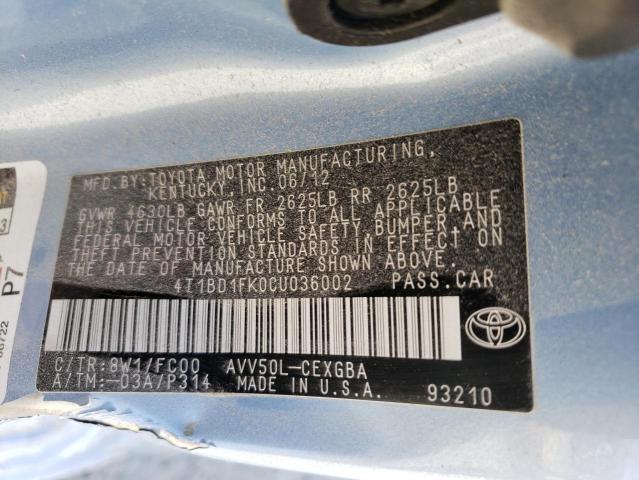 MFD.BY:TOYOTA MOTOR MANUFACTURING,
KENTUCKY,INC.06/12
GVWR 4630LB GAWR FR 2625LB RR 2625LB
THIS VEHICLE CONFORMS TO ALL APPLICABLE
FEDERAL MOTOR VEHICLE SAFETY,BUMPER,AND
THEFT PREVENTION STANDARDS IN EFFECT ON
THE DATE OF MANUFACTURE SHOWN ABOVE.
4T1BD1FK0CU036002 PASS.CAR
C/TR:8W1/FC00 AVV50L-CEXGBA
A/TM:-03A/P314 MADE IN U.S.A.
93210
P7